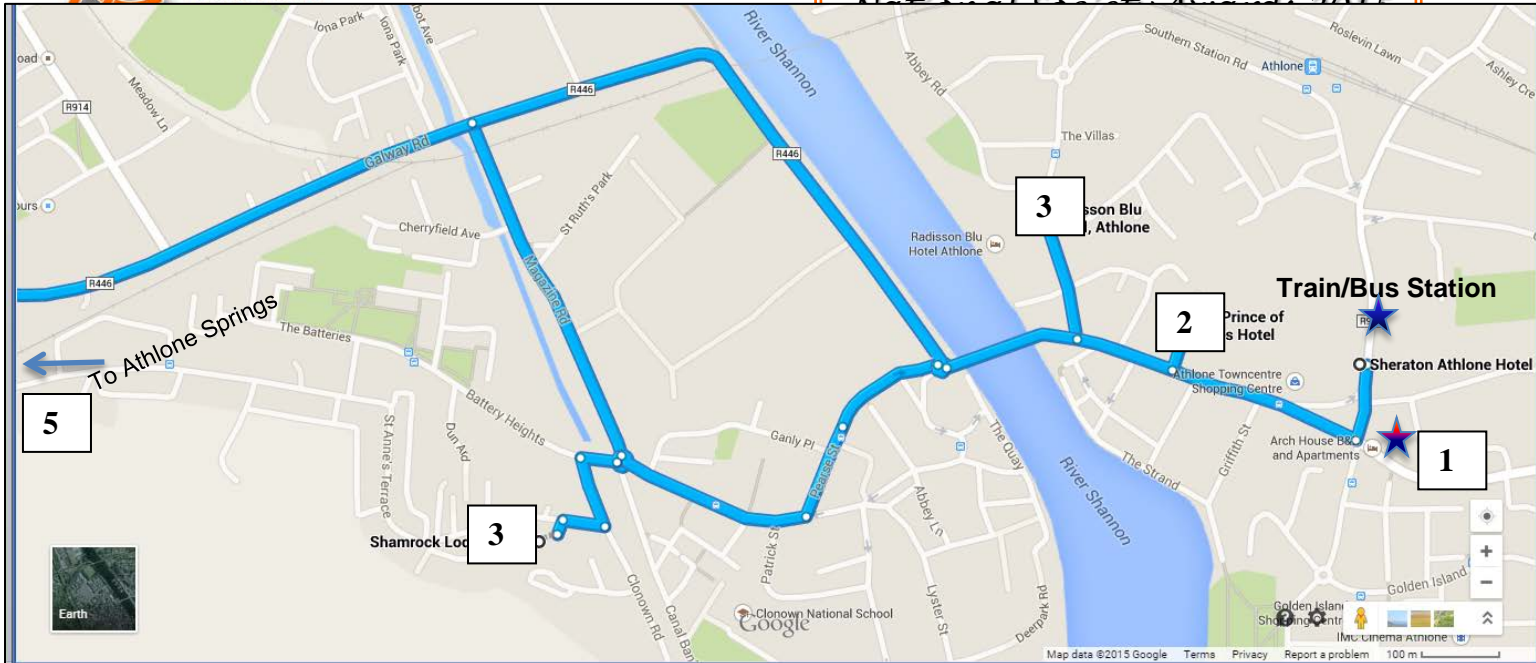 Iona Park
Iona Park
bot Ave
oad
R914
Meadow Ln
R446
Galway Rd
ours
R446
Cherryfield Ave
St Ruth's Park
Magazine Rd
The Batteries
To Athlone Springs
5
St Anne's Terrace
Dun Ard
Battery Heights
Shamrock Lod
3
Earth
River Shannon
R446
Abbey Rd
Southern Station Rd
Athlone
Roslevin Lawn
Ashley Cre
The Villas
3
sson Blu
l, Athlone
Radisson Blu
Hotel Athlone
Train/Bus Station
2
Prince of
s Hotel
Sheraton Athlone Hotel
Athlone Towncentre
Shopping Centre
Arch House B&
and Apartments
1
Griffith St
The Strand
River Shannon
The Quay
Ganly Pl
Pearse St
Abbey Ln
Patrick St
Lyster St
Deerpark Rd
Clonown Rd
Canal Ban
Clonown National School
Google
Golden Island
Golden Island
Shopping Centr
IMC Cinema Athlone
Map data ©2015 Google Terms Privacy Report a problem 100 m